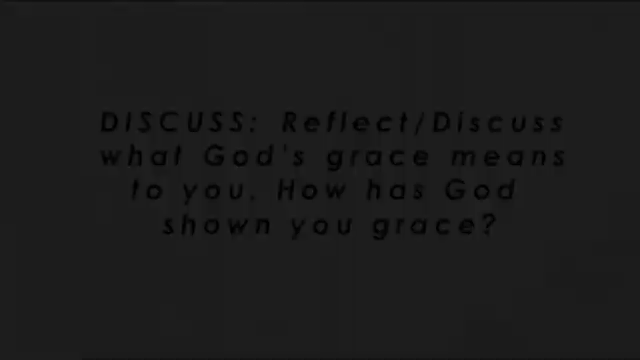 DISCUSS: Reflect/Discuss
what God's grace means
to you. How has God
shown you grace?